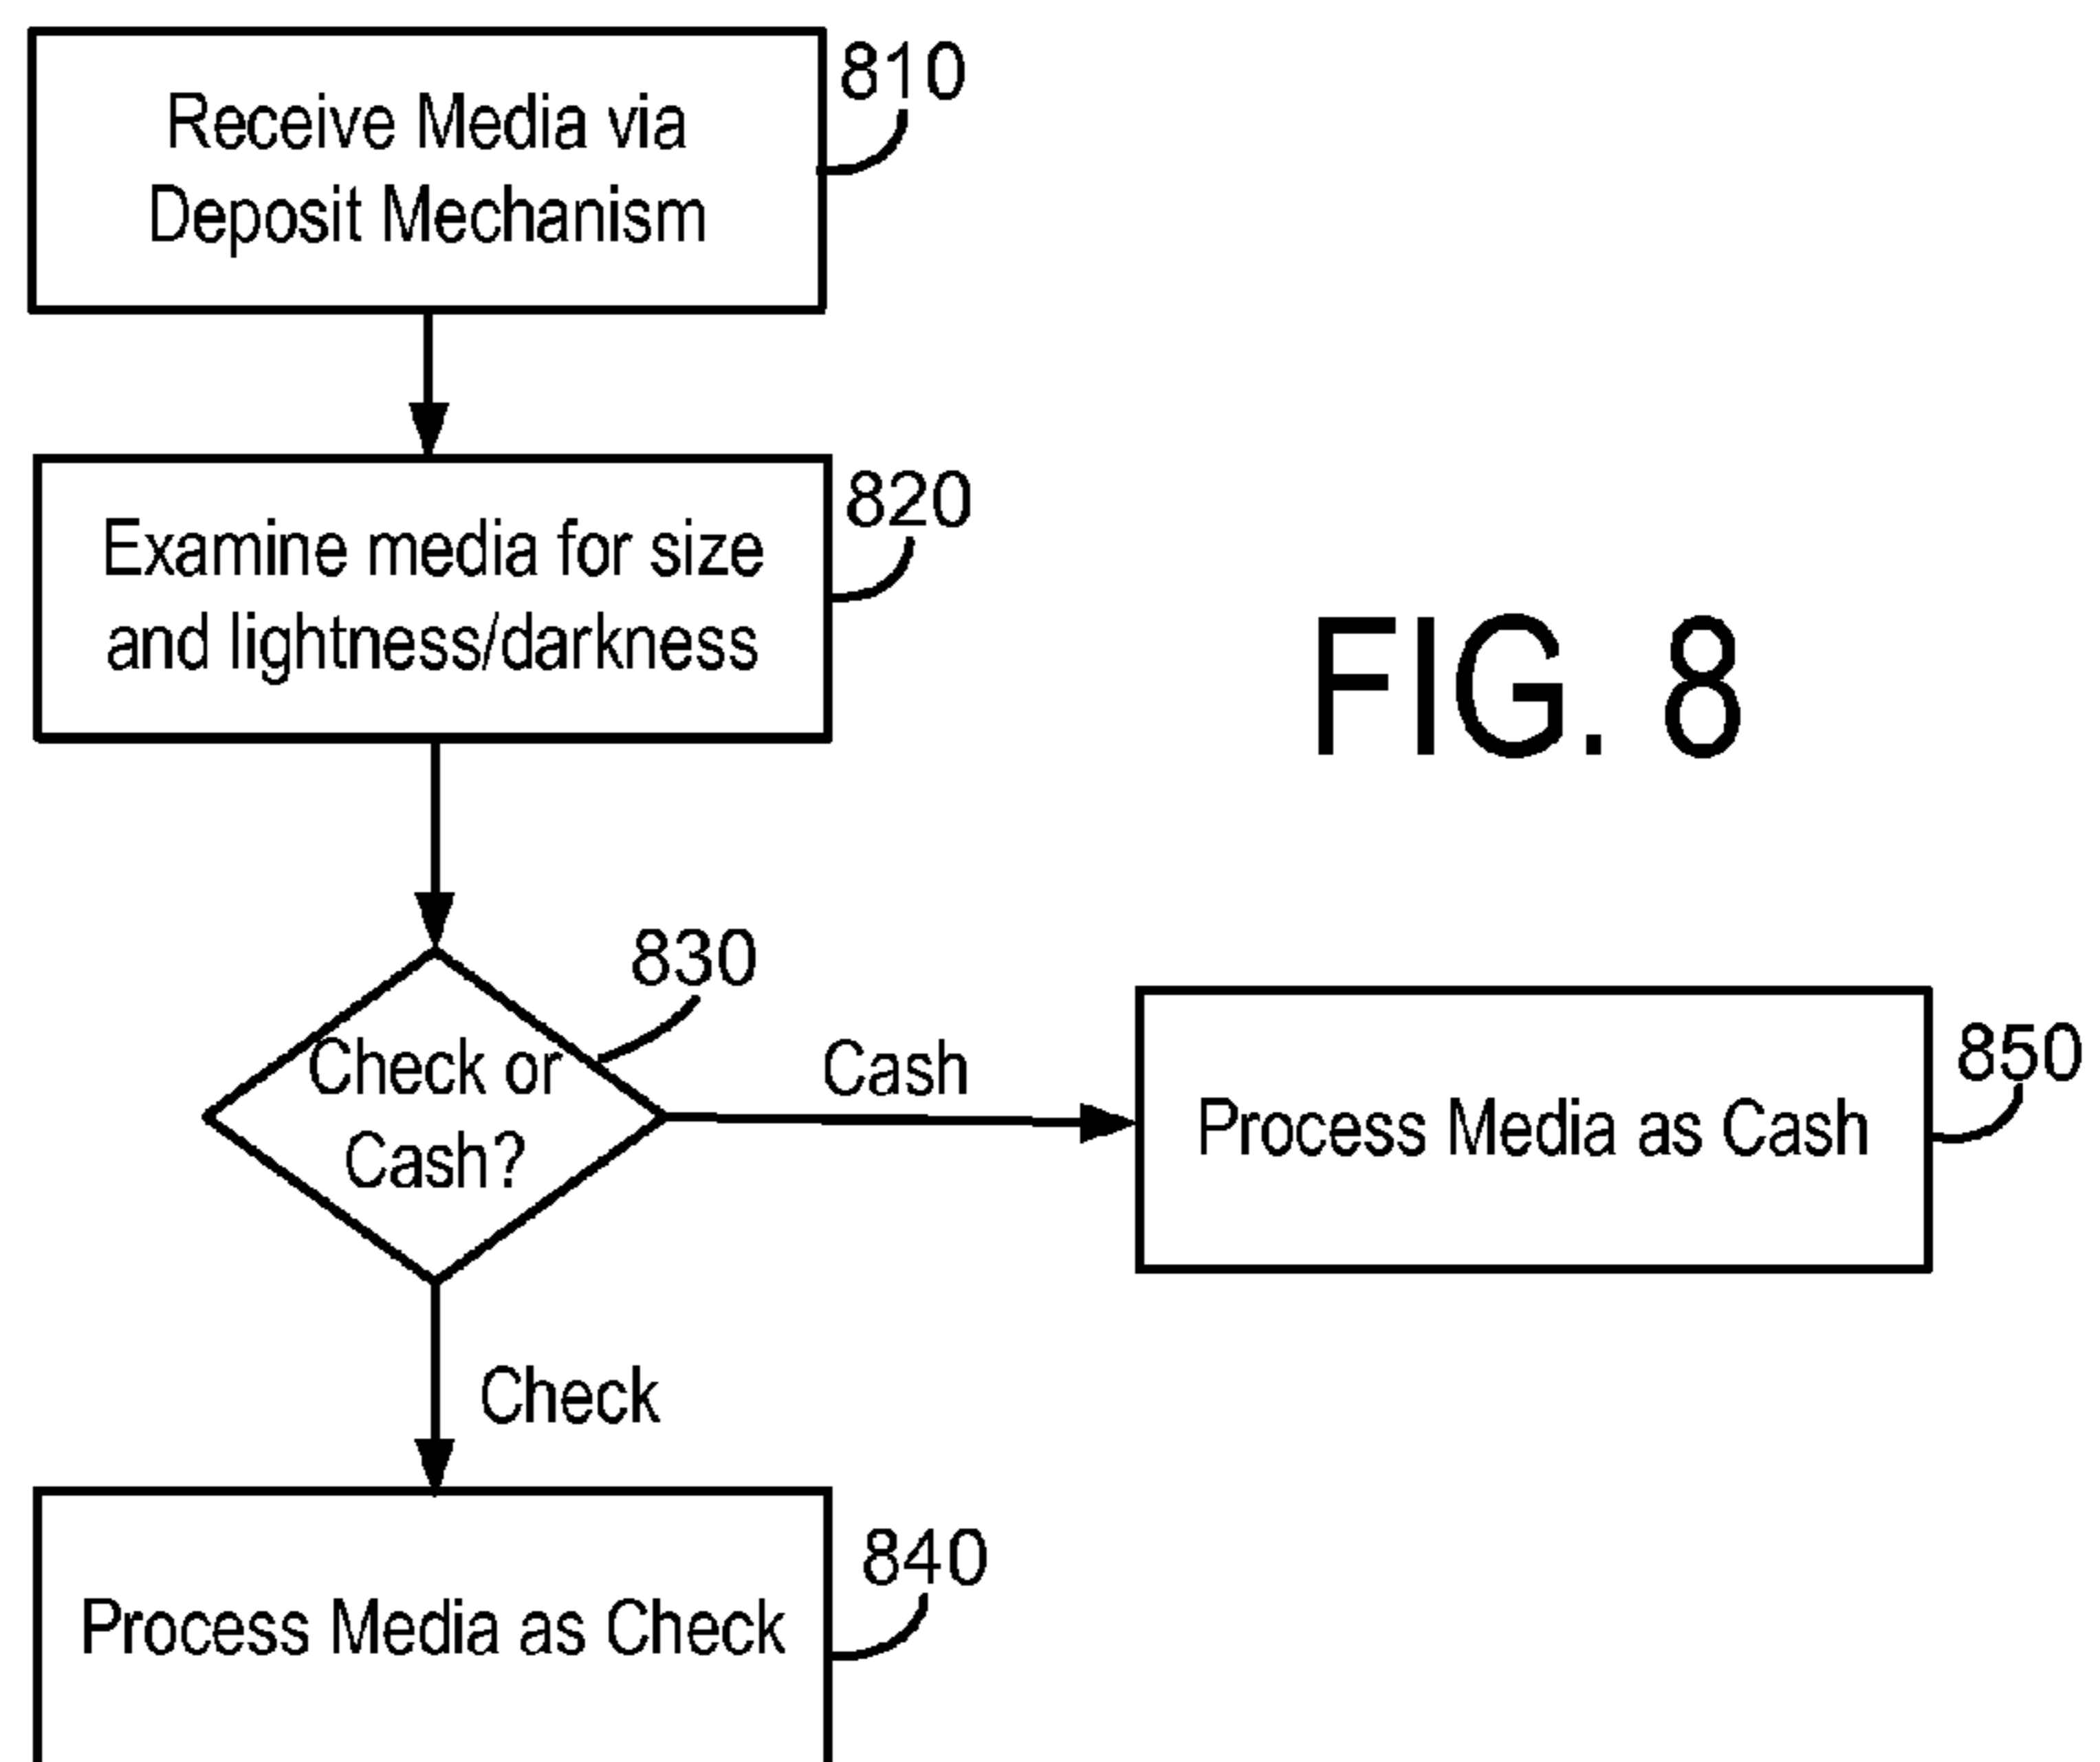 Receive Media via
Deposit Mechanism
810
Examine media for size
and lightness/darkness
820
FIG. 8
Check or
Cash?
830
Cash
Process Media as Cash
850
Check
Process Media as Check
840